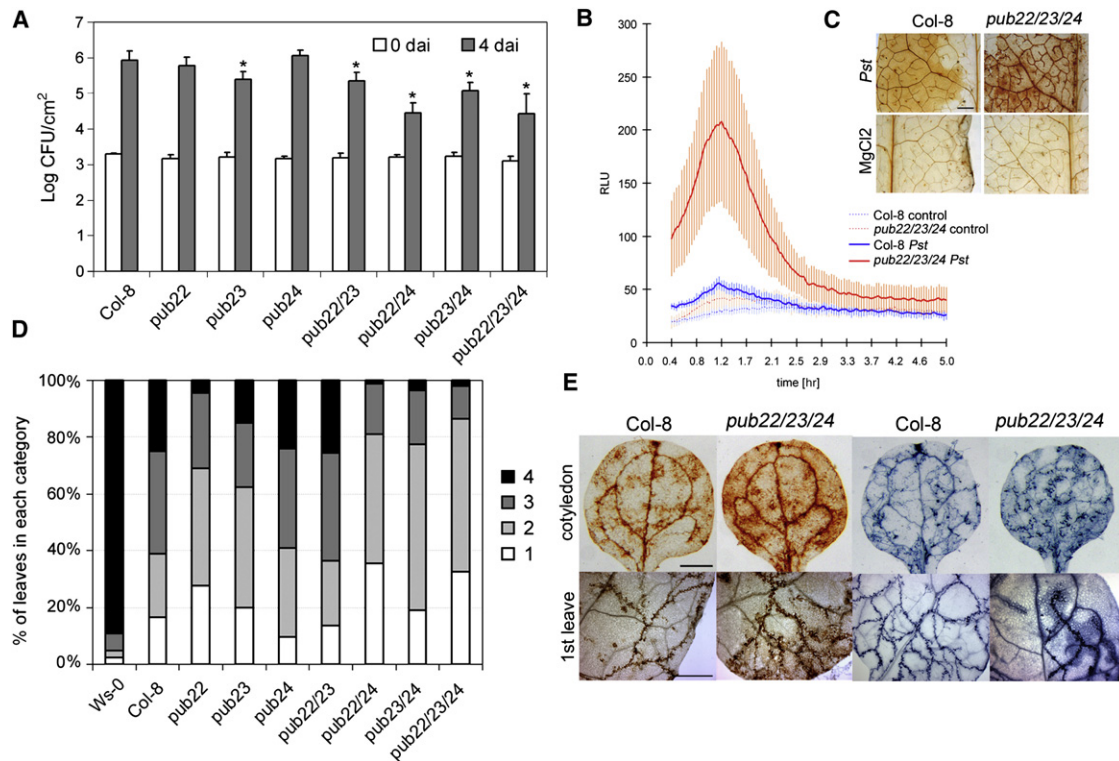 A
Log CFU/cm²
7
6
5
4
3
2
1
0
0 dai
4 dai
* * * * *
Col-8
pub22
pub23
pub24
pub22/23
pub22/24
pub23/24
pub22/23/24
B
RLU
350
300
250
200
150
100
50
0
0.0 0.4 0.8 1.2 1.7 2.1 2.5 2.9 3.3 3.7 4.2 4.6 5.0
time [hr]
C
Col-8 pub22/23/24
Pst
MgCl2
Col-8 control
pub22/23/24 control
Col-8 Pst
pub22/23/24 Pst
D
% of leaves in each category
100%
80%
60%
40%
20%
0%
4
3
2
1
Ws-0
Col-8
pub22
pub23
pub24
pub22/23
pub22/24
pub23/24
pub22/23/24
E
Col-8 pub22/23/24 Col-8 pub22/23/24
cotyledon
1st leave